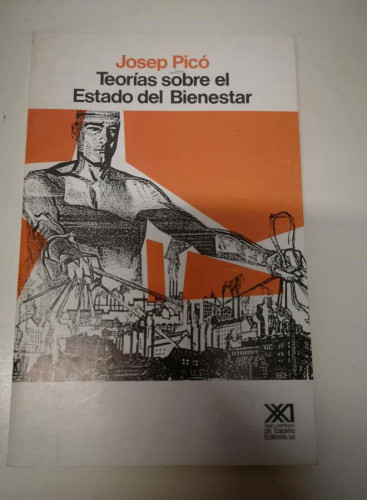 Josep Picó
Teorías sobre el
Estado del Bienestar
XXI
siglo veintiuno
de España
Editores, sa